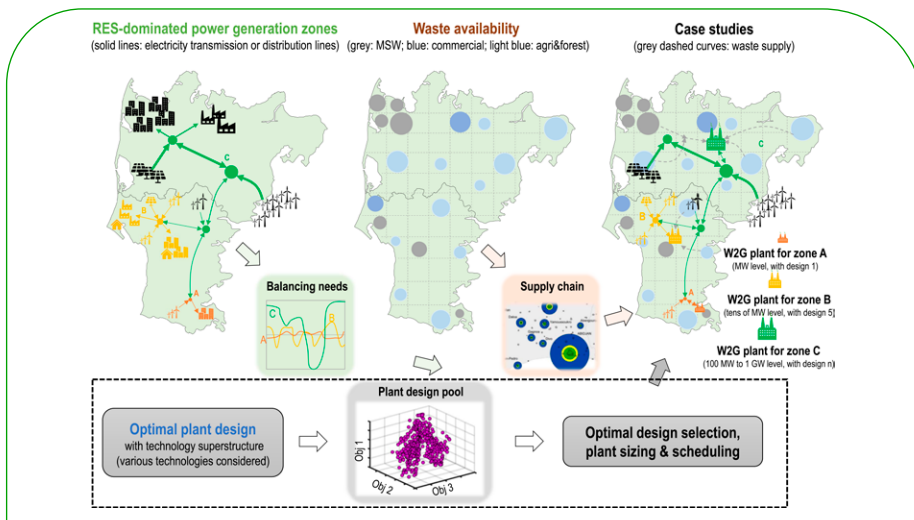 RES-dominated power generation zones
(solid lines: electricity transmission or distribution lines)
Waste availability
(grey: MSW; blue: commercial; light blue: agri&forest)
Case studies
(grey dashed curves: waste supply)
C
B
A
C
B
A
W2G plant for zone A
(MW level, with design 1)
W2G plant for zone B
(tens of MW level, with design 5]
W2G plant for zone C
(100 MW to 1 GW level, with design n)
Balancing needs
C
B
A
Supply chain
Optimal plant design
with technology superstructure
(various technologies considered)
Plant design pool
Obj 1
Obj 2
Obj 3
Optimal design selection,
plant sizing & scheduling